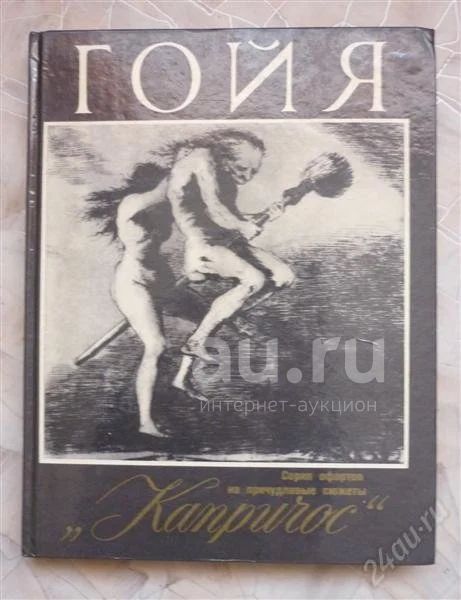 ГОЙЯ
au.ru
интернет-аукцион
Серия офортов
на причудливые сюжеты
„Капричос“
24au.ru